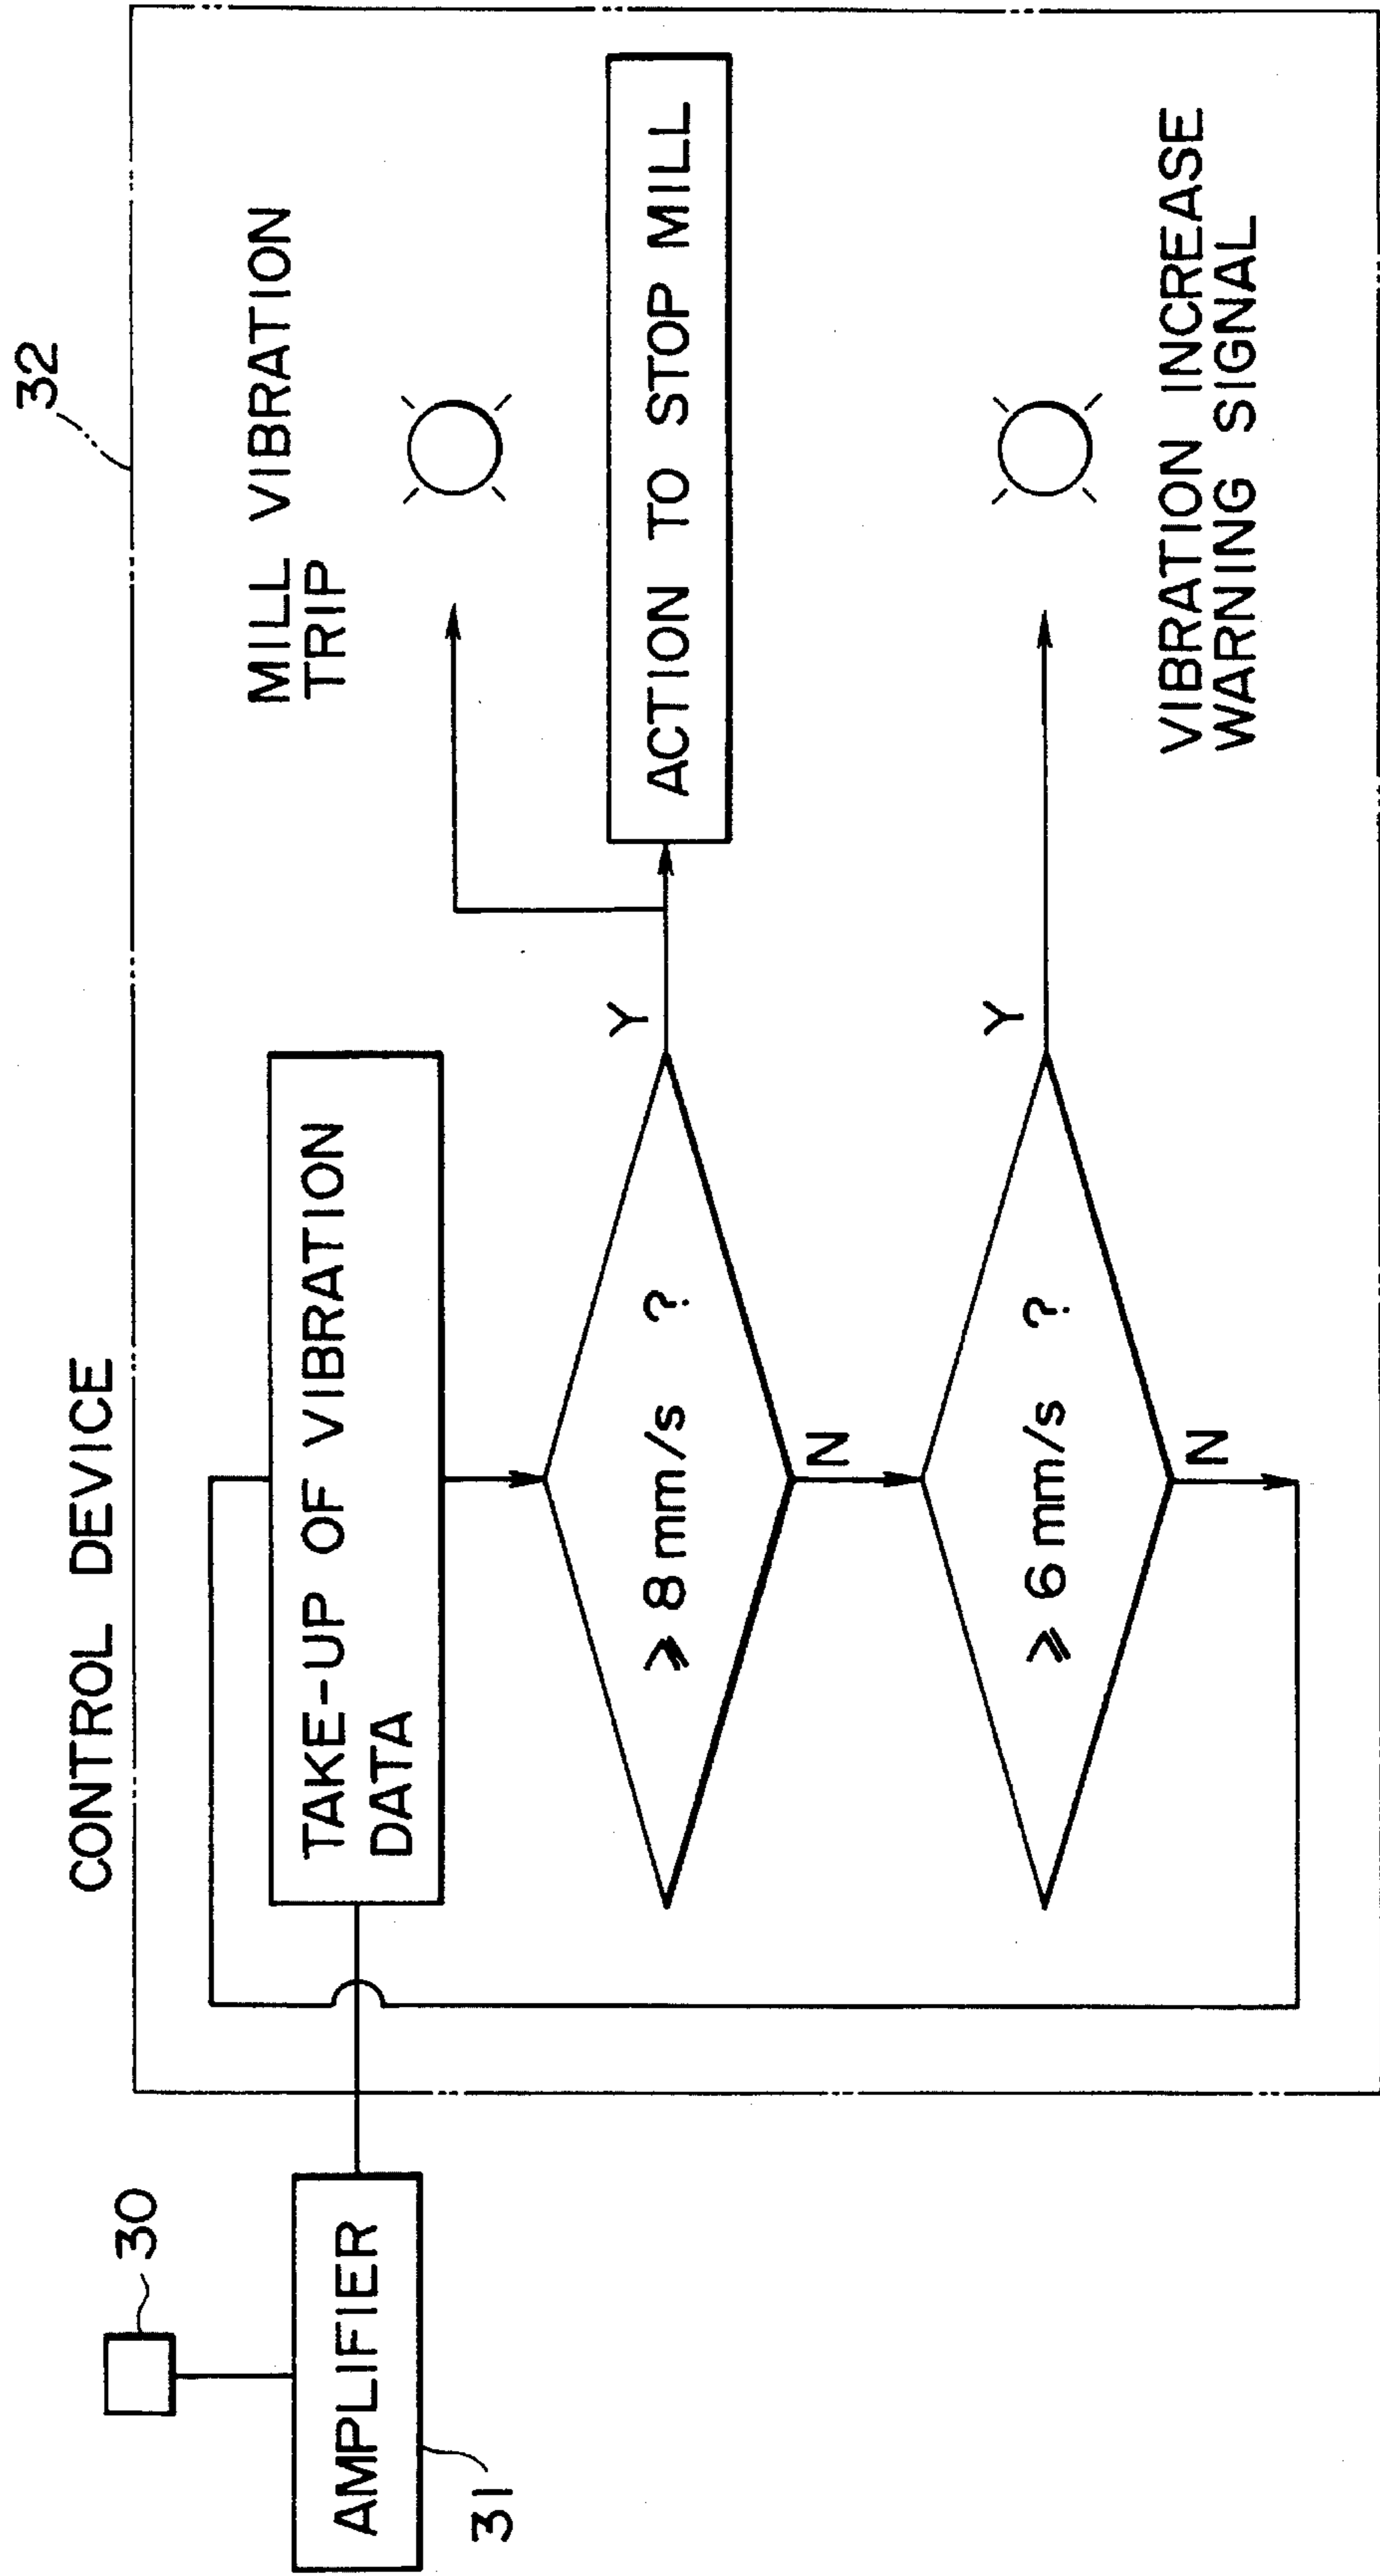 32
CONTROL DEVICE
30
AMPLIFIER
31
TAKE-UP OF VIBRATION
DATA
MILL VIBRATION
TRIP
⩾ 8 mm/s ?
Y
ACTION TO STOP MILL
N
⩾ 6 mm/s ?
Y
N
VIBRATION INCREASE
WARNING SIGNAL